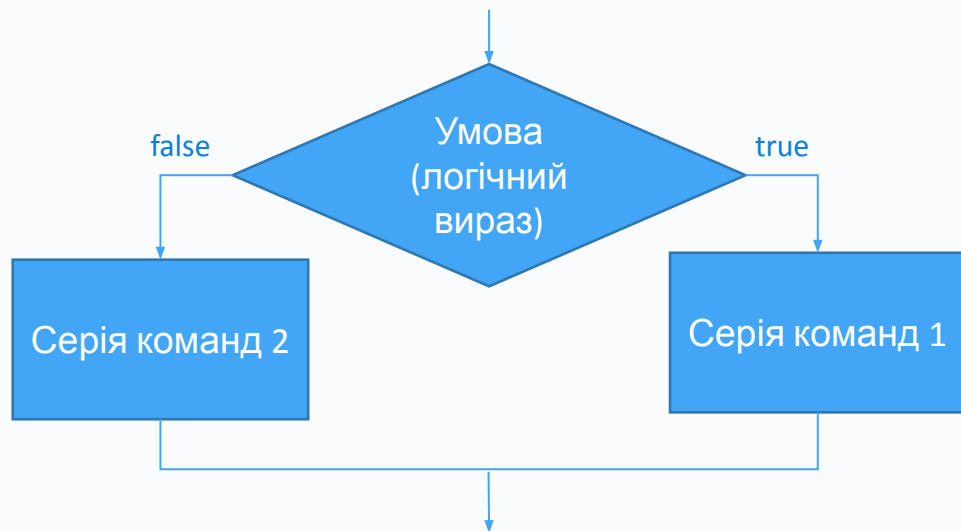 Умова
(логічний
вираз)
false
true
Серія команд 2
Серія команд 1